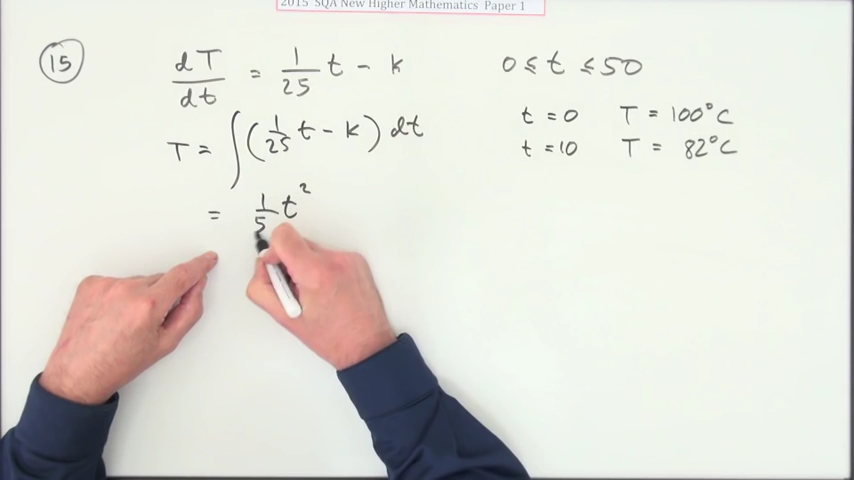 2015 SQA New Higher Mathematics Paper 1
15 dT/dt = 1/25 t - k 0 ≤ t ≤ 50
T = ∫(1/25 t - k) dt
= 1/5 t²
t = 0 T = 100°C
t = 10 T = 82°C